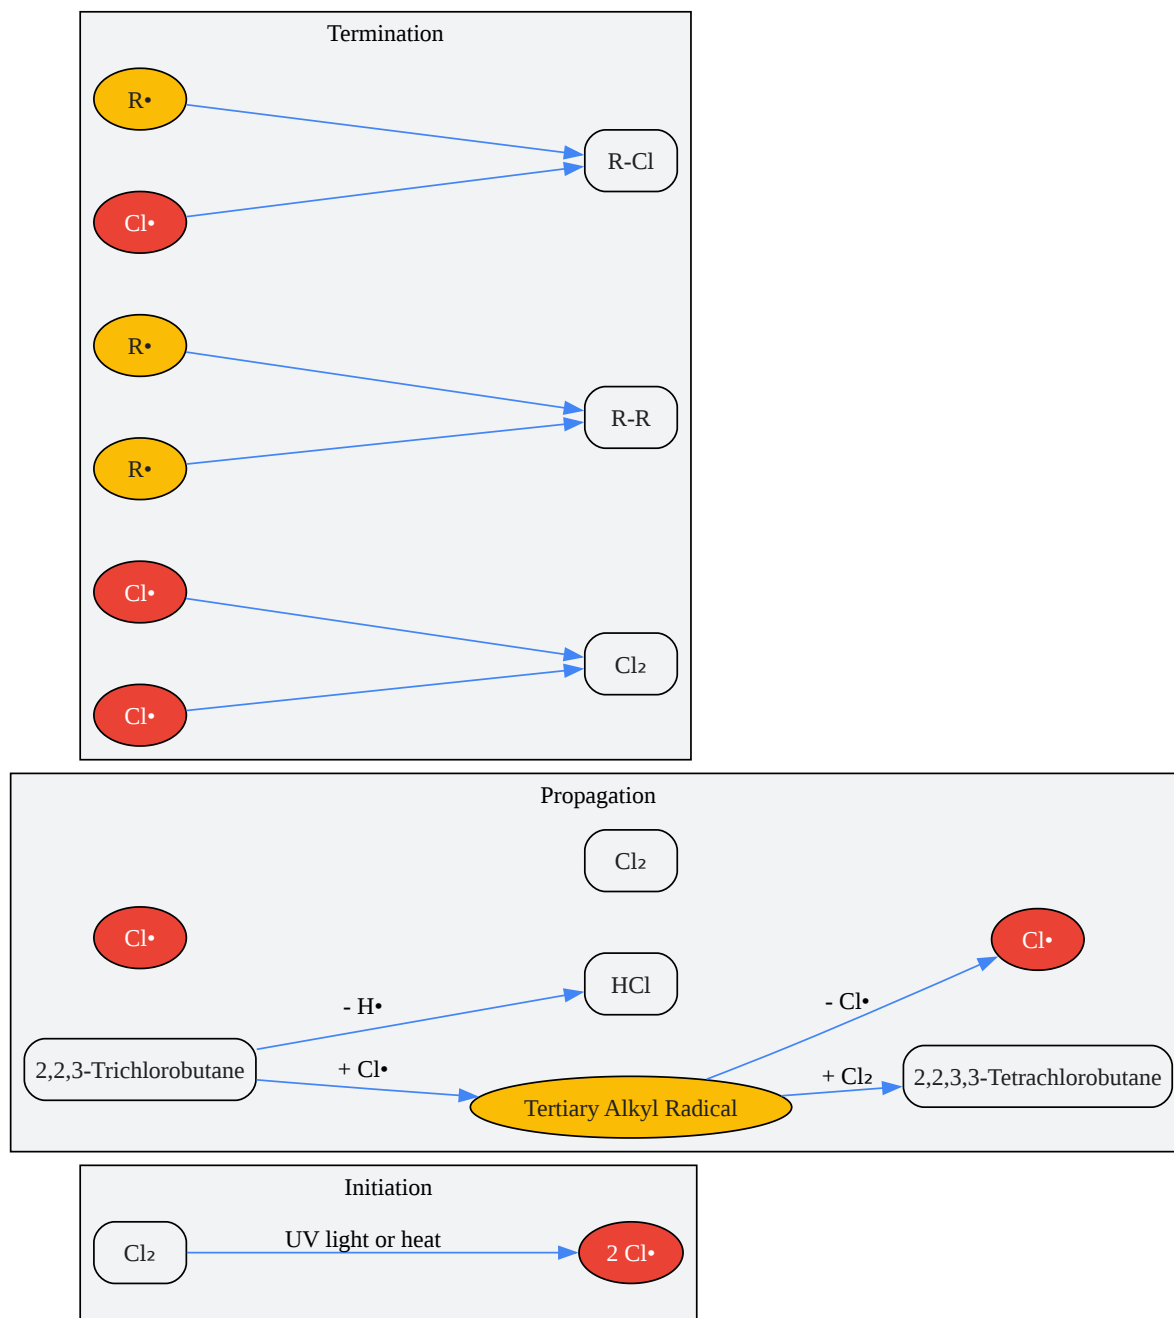 Termination
R•
R-Cl
Cl•
R•
R-R
R•
Cl•
Cl₂
Cl•
Propagation
Cl₂
Cl•
Cl•
HCl
- H•
- Cl•
2,2,3-Trichlorobutane
+ Cl•
+ Cl₂
2,2,3,3-Tetrachlorobutane
Tertiary Alkyl Radical
Initiation
Cl₂
UV light or heat
2 Cl•